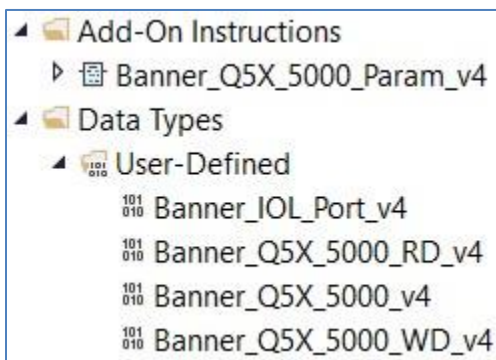 Add-On Instructions
Banner_Q5X_5000_Param_v4
Data Types
User-Defined
Banner_IOL_Port_v4
Banner_Q5X_5000_RD_v4
Banner_Q5X_5000_v4
Banner_Q5X_5000_WD_v4